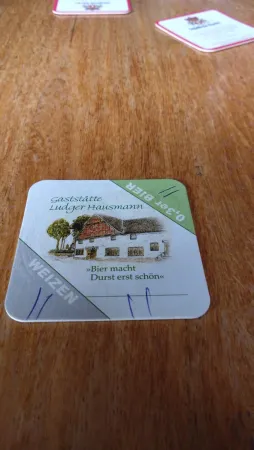 Gaststätte
Ludger Hausmann
0,3er BIER
»Bier macht
Durst erst schön«
WEIZEN